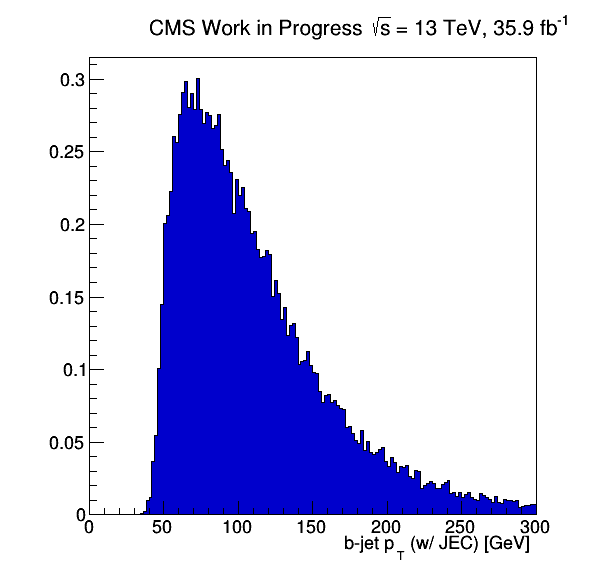 CMS Work in Progress √s = 13 TeV, 35.9 fb⁻¹
0.3
0.25
0.2
0.15
0.1
0.05
0
0 50 100 150 200 250 300
b-jet p_T (w/ JEC) [GeV]